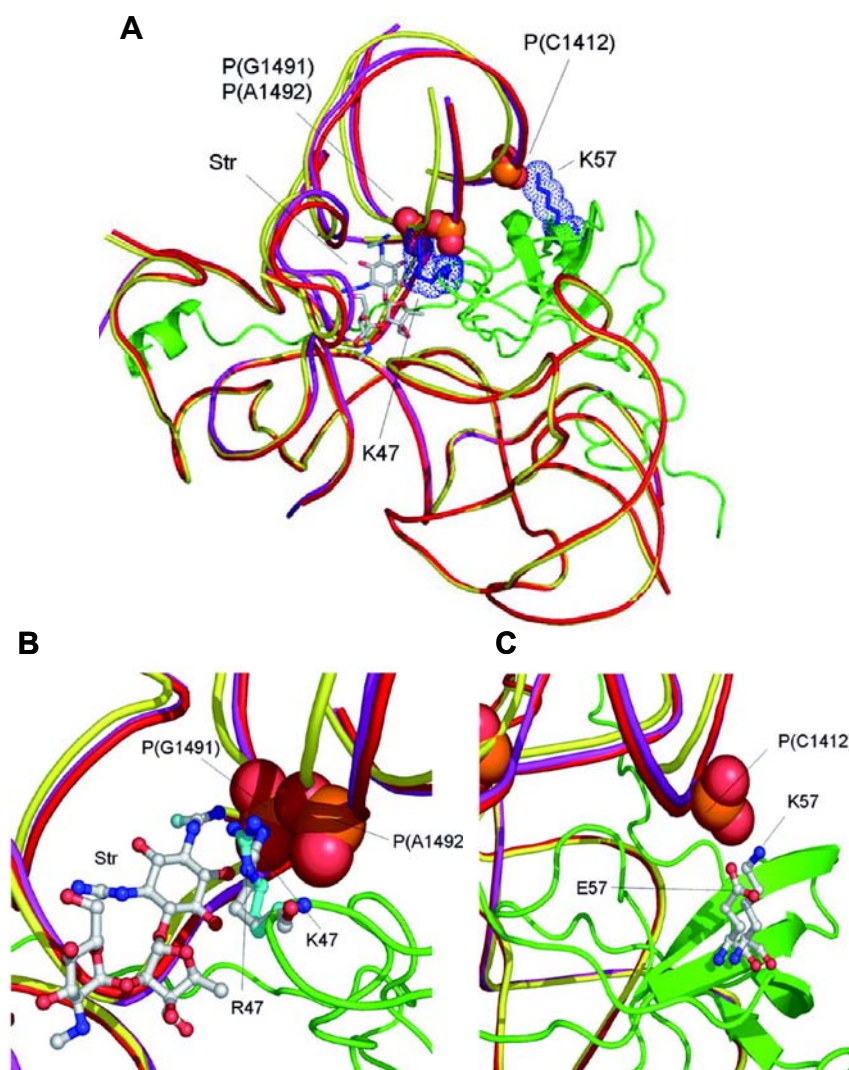 A
P(G1491)
P(A1492)
P(C1412)
Str
K57
K47
B
P(G1491)
Str
P(A1492
K47
R47
C
P(C1412
K57
E57